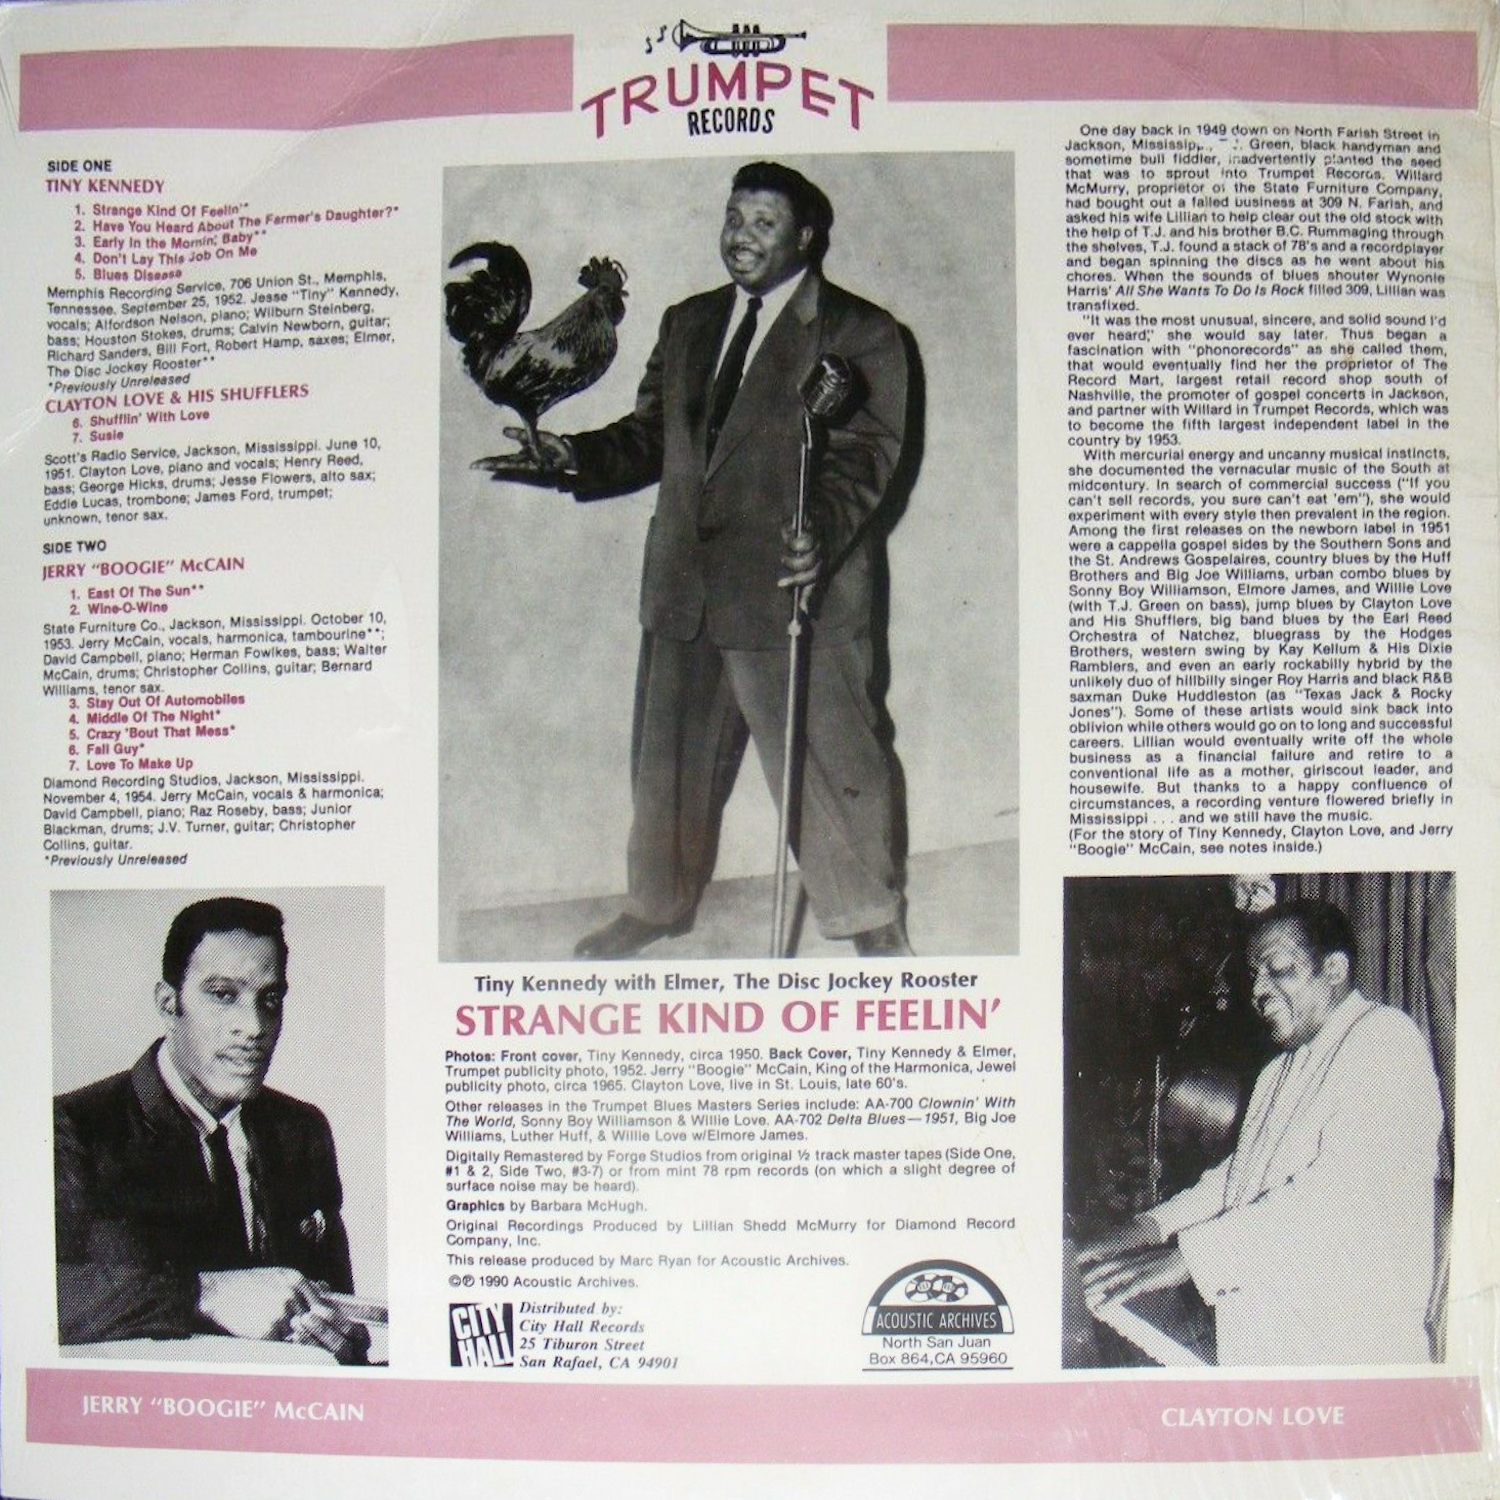 TRUMPET
RECORDS
SIDE ONE
TINY KENNEDY
1. Strange Kind Of Feelin'*
2. Have You Heard About The Farmer's Daughter?*
3. Early In the Mornin', Baby**
4. Don't Lay This Job On Me
5. Blues Disease
Memphis Recording Service, 706 Union St., Memphis,
Tennessee. September 25, 1952. Jesse "Tiny" Kennedy,
vocals; Alfordson Nelson, piano; Wilburn Steinberg,
bass; Houston Stokes, drums; Calvin Newborn, guitar;
Richard Sanders, Bill Fort, Robert Hamp, saxes; Elmer,
The Disc Jockey Rooster**
*Previously Unreleased
CLAYTON LOVE & HIS SHUFFLERS
6. Shufflin' With Love
7. Susie
Scott's Radio Service, Jackson, Mississippi. June 10,
1951. Clayton Love, piano and vocals; Henry Reed,
bass; George Hicks, drums; Jesse Flowers, alto sax;
Eddie Lucas, trombone; James Ford, trumpet;
unknown, tenor sax.
SIDE TWO
JERRY "BOOGIE" McCAIN
1. East Of The Sun**
2. Wine-O-Wine
State Furniture Co., Jackson, Mississippi. October 10,
1953. Jerry McCain, vocals, harmonica, tambourine**;
David Campbell, piano; Herman Fowlkes, bass; Walter
McCain, drums; Christopher Collins, guitar; Bernard
Williams, tenor sax.
3. Stay Out Of Automobiles
4. Middle Of The Night*
5. Crazy 'Bout That Mess*
6. Fall Guy*
7. Love To Make Up
Diamond Recording Studios, Jackson, Mississippi.
November 4, 1954. Jerry McCain, vocals & harmonica;
David Campbell, piano; Raz Roseby, bass; Junior
Blackman, drums; J.V. Turner, guitar; Christopher
Collins, guitar.
*Previously Unreleased
Tiny Kennedy with Elmer, The Disc Jockey Rooster
STRANGE KIND OF FEELIN'
Photos: Front cover, Tiny Kennedy, circa 1950. Back Cover, Tiny Kennedy & Elmer,
Trumpet publicity photo, 1952. Jerry "Boogie" McCain, King of the Harmonica, Jewel
publicity photo, circa 1965. Clayton Love, live in St. Louis, late 60's.
Other releases in the Trumpet Blues Masters Series include: AA-700 Clownin' With
The World, Sonny Boy Williamson & Willie Love. AA-702 Delta Blues—1951, Big Joe
Williams, Luther Huff, & Willie Love w/Elmore James.
Digitally Remastered by Forge Studios from original ½ track master tapes (Side One,
#1 & 2, Side Two, #3-7) or from mint 78 rpm records (on which a slight degree of
surface noise may be heard).
Graphics by Barbara McHugh.
Original Recordings Produced by Lillian Shedd McMurry for Diamond Record
Company, Inc.
This release produced by Marc Ryan for Acoustic Archives.
©℗ 1990 Acoustic Archives.
CITY
HALL
Distributed by:
City Hall Records
25 Tiburon Street
San Rafael, CA 94901
ACOUSTIC ARCHIVES
North San Juan
Box 864,CA 95960
One day back in 1949 down on North Farish Street in
Jackson, Green, black handyman and
sometime bull fiddler, inadvertently planted the seed
that was to sprout into Trumpet Records. Willard
McMurry, proprietor of the State Furniture Company,
had bought out a failed business at 309 N. Farish, and
asked his wife Lillian to help clear out the old stock with
the help of T.J. and his brother B.C. Rummaging through
the shelves, T.J. found a stack of 78's and a recordplayer
and began spinning the discs as he went about his
chores. When the sounds of blues shouter Wynonie
Harris' All She Wants To Do Is Rock filled 309, Lillian was
transfixed.
"It was the most unusual, sincere, and solid sound I'd
ever heard," she would say later. Thus began a
fascination with "phonorecords" as she called them,
that would eventually find her the proprietor of The
Record Mart, largest retail record shop south of
Nashville, the promoter of gospel concerts in Jackson,
and partner with Willard in Trumpet Records, which was
to become the fifth largest independent label in the
country by 1953.
With mercurial energy and uncanny musical instincts,
she documented the vernacular music of the South at
midcentury. In search of commercial success ("If you
can't sell records, you sure can't eat 'em"), she would
experiment with every style then prevalent in the region.
Among the first releases on the newborn label in 1951
were a cappella gospel sides by the Southern Sons and
the St. Andrews Gospelaires, country blues by the Huff
Brothers and Big Joe Williams, urban combo blues by
Sonny Boy Williamson, Elmore James, and Willie Love
(with T.J. Green on bass), jump blues by Clayton Love
and His Shufflers, big band blues by the Earl Reed
Orchestra of Natchez, bluegrass by the Hodges
Brothers, western swing by Kay Kellum & His Dixie
Ramblers, and even an early rockabilly hybrid by the
unlikely duo of hillbilly singer Roy Harris and black R&B
saxman Duke Huddleston (as "Texas Jack & Rocky
Jones"). Some of these artists would sink back into
oblivion while others would go on to long and successful
careers. Lillian would eventually write off the whole
business as a financial failure and retire to a
conventional life as a mother, girlscout leader, and
housewife. But thanks to a happy confluence of
circumstances, a recording venture flowered briefly in
Mississippi . . . and we still have the music.
(For the story of Tiny Kennedy, Clayton Love, and Jerry
"Boogie" McCain, see notes inside.)
JERRY "BOOGIE" McCAIN
CLAYTON LOVE